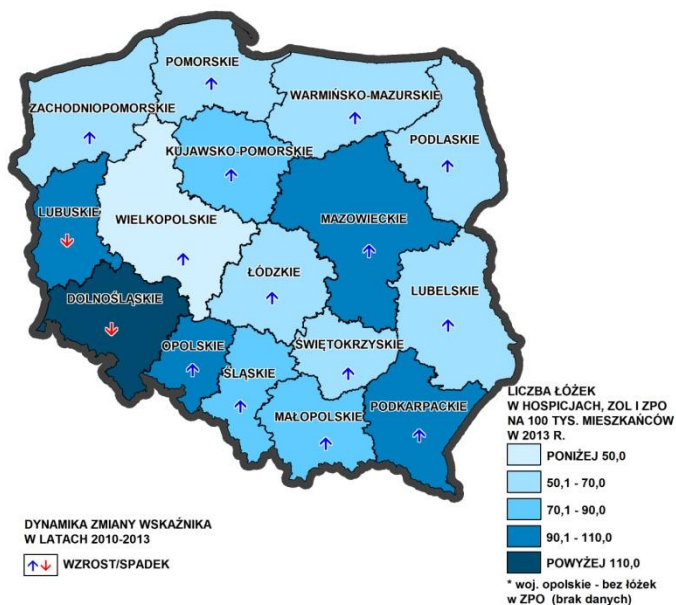 POMORSKIE
WARMIŃSKO-MAZURSKIE
ZACHODNIOPOMORSKIE
PODLASKIE
KUJAWSKO-POMORSKIE
LUBUSKIE
WIELKOPOLSKIE
MAZOWIECKIE
ŁÓDZKIE
LUBELSKIE
DOLNOŚLĄSKIE
OPOLSKIE
ŚWIĘTOKRZYSKIE
ŚLĄSKIE
MAŁOPOLSKIE
PODKARPACKIE
LICZBA ŁÓŻEK
W HOSPICJACH, ZOL I ZPO
NA 100 TYS. MIESZKAŃCÓW
W 2013 R.
PONIŻEJ 50,0
50,1 - 70,0
70,1 - 90,0
90,1 - 110,0
POWYŻEJ 110,0
* woj. opolskie - bez łóżek
w ZPO (brak danych)
DYNAMIKA ZMIANY WSKAŹNIKA
W LATACH 2010-2013
WZROST/SPADEK